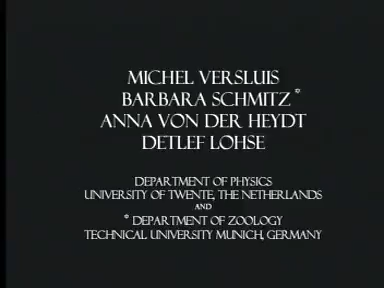 MICHEL VERSLUIS
BARBARA SCHMITZ *
ANNA VON DER HEYDT
DETLEF LOHSE
DEPARTMENT OF PHYSICS
UNIVERSITY OF TWENTE, THE NETHERLANDS
AND
* DEPARTMENT OF ZOOLOGY
TECHNICAL UNIVERSITY MUNICH, GERMANY